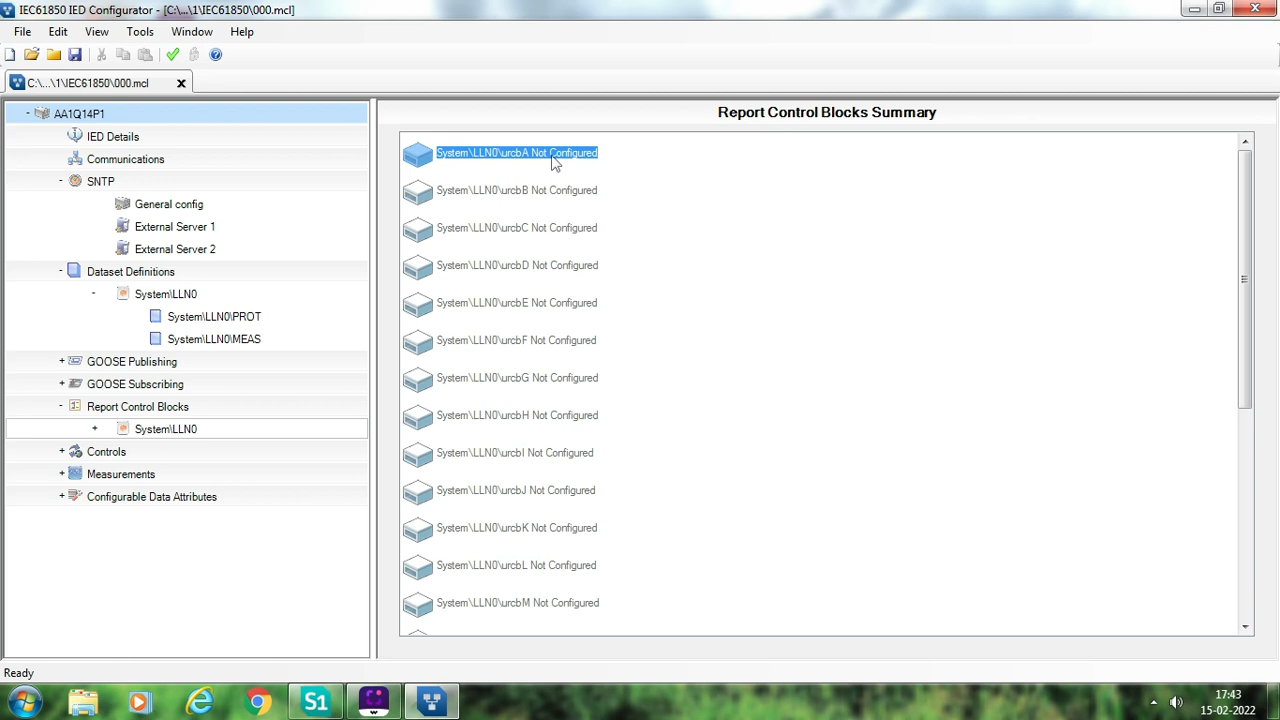 IEC61850 IED Configurator - [C:\...\1\IEC61850\000.mcl]
File Edit View Tools Window Help
C:\...\1\IEC61850\000.mcl
AA1Q14P1
IED Details
Communications
SNTP
General config
External Server 1
External Server 2
Dataset Definitions
System\LLN0
System\LLN0\PROT
System\LLN0\MEAS
GOOSE Publishing
GOOSE Subscribing
Report Control Blocks
System\LLN0
Controls
Measurements
Configurable Data Attributes
Report Control Blocks Summary
System\LLN0\urcbA Not Configured
System\LLN0\urcbB Not Configured
System\LLN0\urcbC Not Configured
System\LLN0\urcbD Not Configured
System\LLN0\urcbE Not Configured
System\LLN0\urcbF Not Configured
System\LLN0\urcbG Not Configured
System\LLN0\urcbH Not Configured
System\LLN0\urcbI Not Configured
System\LLN0\urcbJ Not Configured
System\LLN0\urcbK Not Configured
System\LLN0\urcbL Not Configured
System\LLN0\urcbM Not Configured
Ready
S1
17:43
15-02-2022